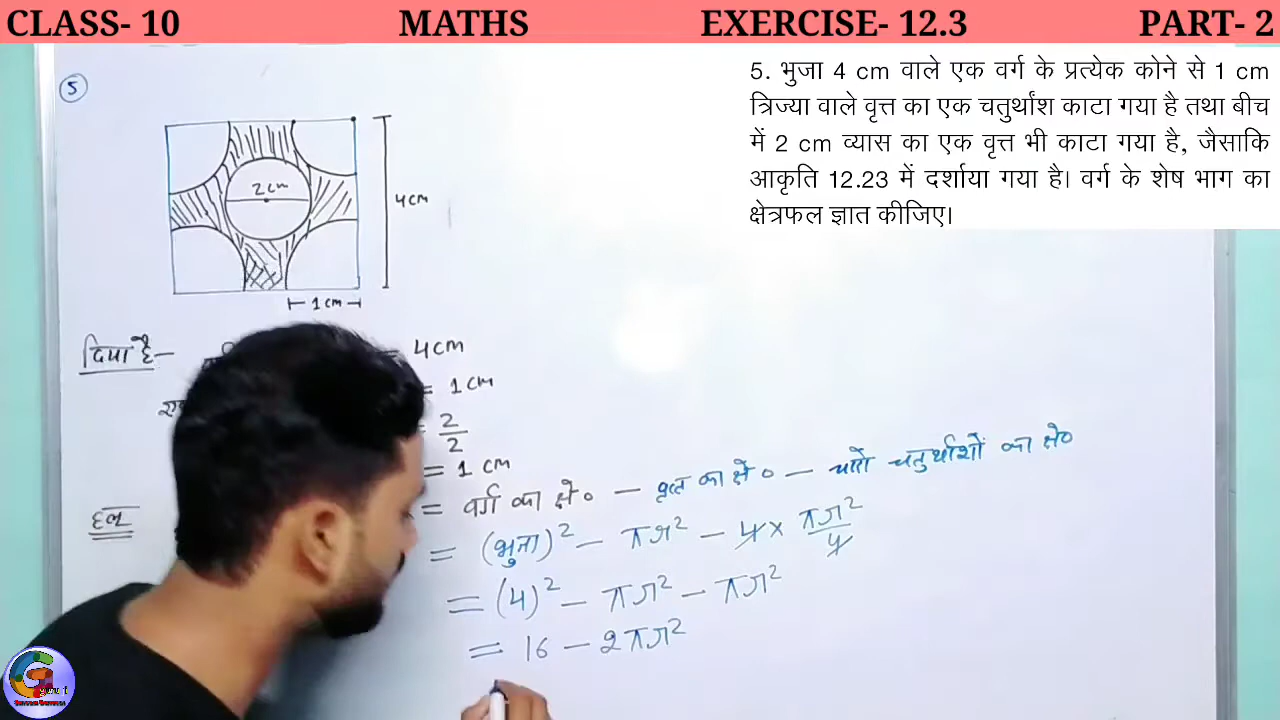 CLASS- 10 MATHS EXERCISE- 12.3 PART- 2
5. भुजा 4 cm वाले एक वर्ग के प्रत्येक कोने से 1 cm
त्रिज्या वाले वृत्त का एक चतुर्थांश काटा गया है तथा बीच
में 2 cm व्यास का एक वृत्त भी काटा गया है, जैसाकि
आकृति 12.23 में दर्शाया गया है। वर्ग के शेष भाग का
क्षेत्रफल ज्ञात कीजिए।
5
2cm
4cm
1cm
दिया है— = 4cm
= 1cm
= 2/2
= 1 cm
हल = वर्ग का क्षे० — वृत्त का क्षे० — चारो चतुर्थाशों का क्षे०
= (भुजा)² — πr² — 4 × πr²/4
= (4)² — πr² — πr²
= 16 — 2πr²